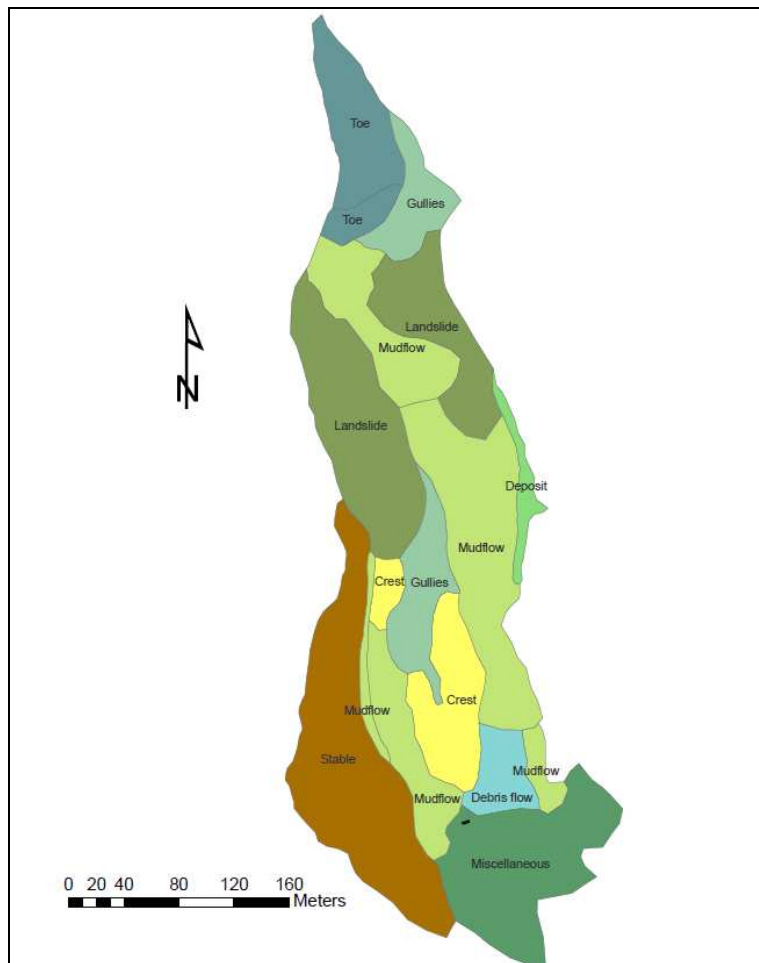 Toe
Gullies
Toe
Landslide
Mudflow
Landslide
Deposit
Mudflow
Crest
Gullies
Crest
Mudflow
Stable
Mudflow
Mudflow
Debris flow
Miscellaneous
N
0 20 40 80 120 160
Meters